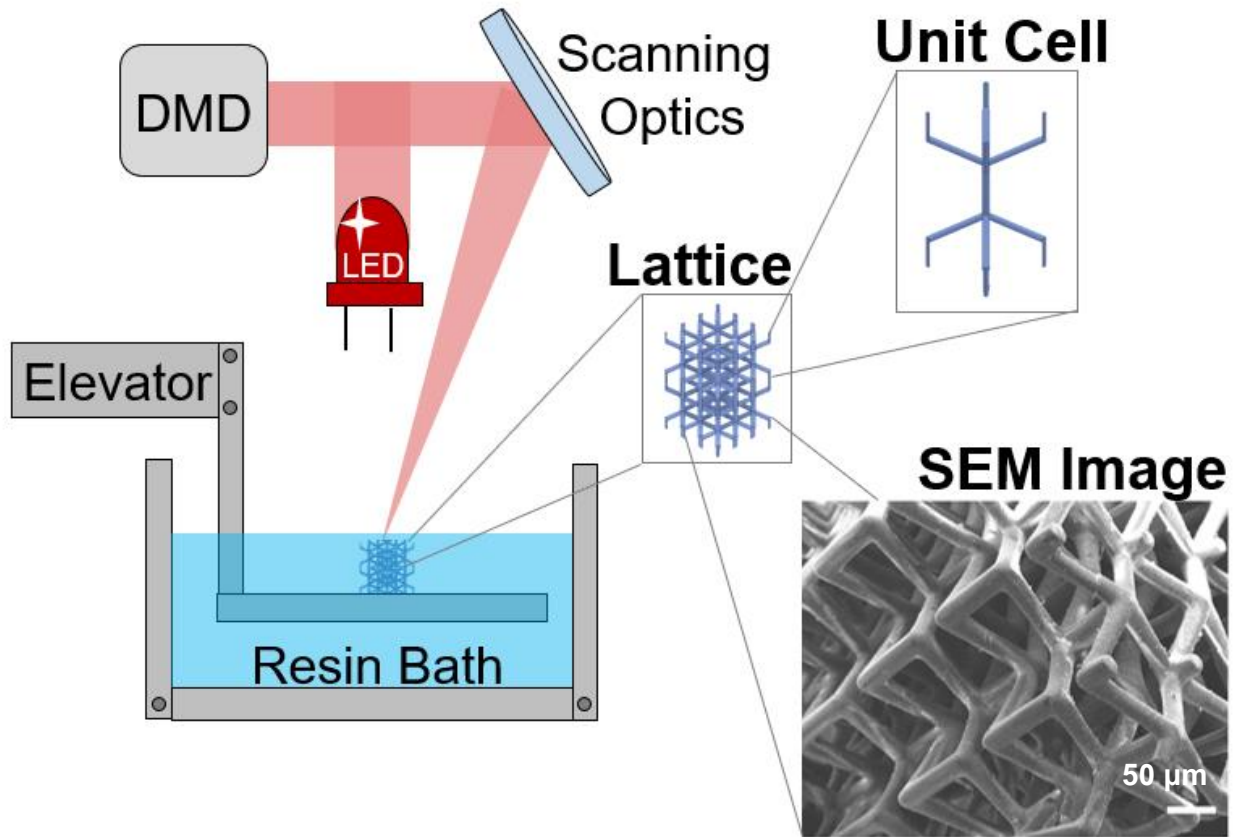 DMD
Scanning
Optics
Unit Cell
LED
Lattice
Elevator
Resin Bath
SEM Image
50 µm